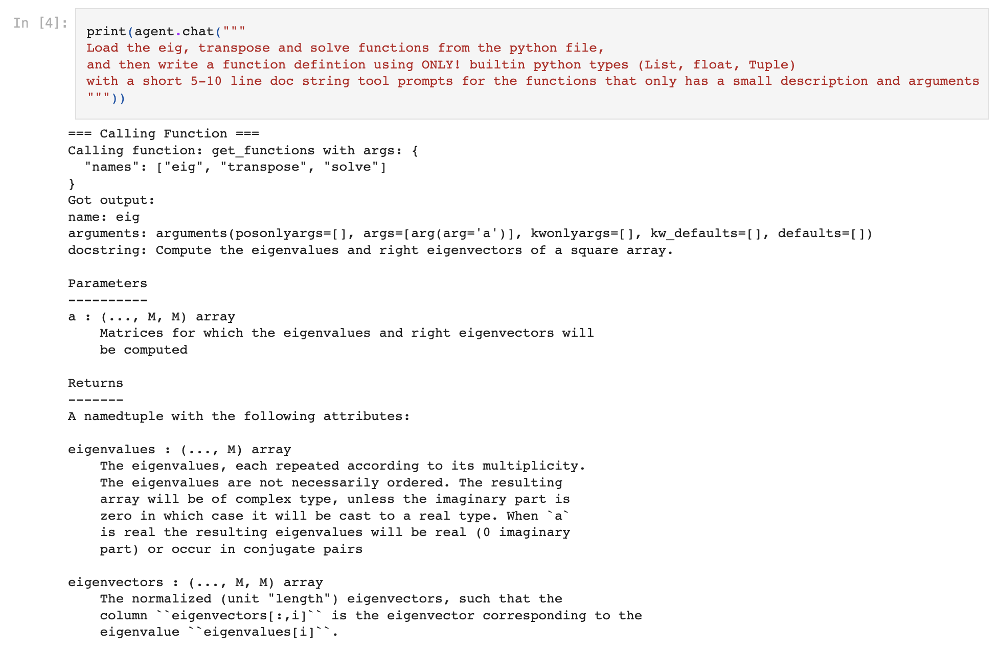 In [4]:
print(agent.chat("""
Load the eig, transpose and solve functions from the python file,
and then write a function defintion using ONLY! builtin python types (List, float, Tuple)
with a short 5-10 line doc string tool prompts for the functions that only has a small description and arguments
"""))
=== Calling Function ===
Calling function: get_functions with args: {
  "names": ["eig", "transpose", "solve"]
}
Got output:
name: eig
arguments: arguments(posonlyargs=[], args=[arg(arg='a')], kwonlyargs=[], kw_defaults=[], defaults=[])
docstring: Compute the eigenvalues and right eigenvectors of a square array.

Parameters
----------
a : (..., M, M) array
    Matrices for which the eigenvalues and right eigenvectors will
    be computed

Returns
-------
A namedtuple with the following attributes:

eigenvalues : (..., M) array
    The eigenvalues, each repeated according to its multiplicity.
    The eigenvalues are not necessarily ordered. The resulting
    array will be of complex type, unless the imaginary part is
    zero in which case it will be cast to a real type. When `a`
    is real the resulting eigenvalues will be real (0 imaginary
    part) or occur in conjugate pairs

eigenvectors : (..., M, M) array
    The normalized (unit "length") eigenvectors, such that the
    column ``eigenvectors[:,i]`` is the eigenvector corresponding to the
    eigenvalue ``eigenvalues[i]``.